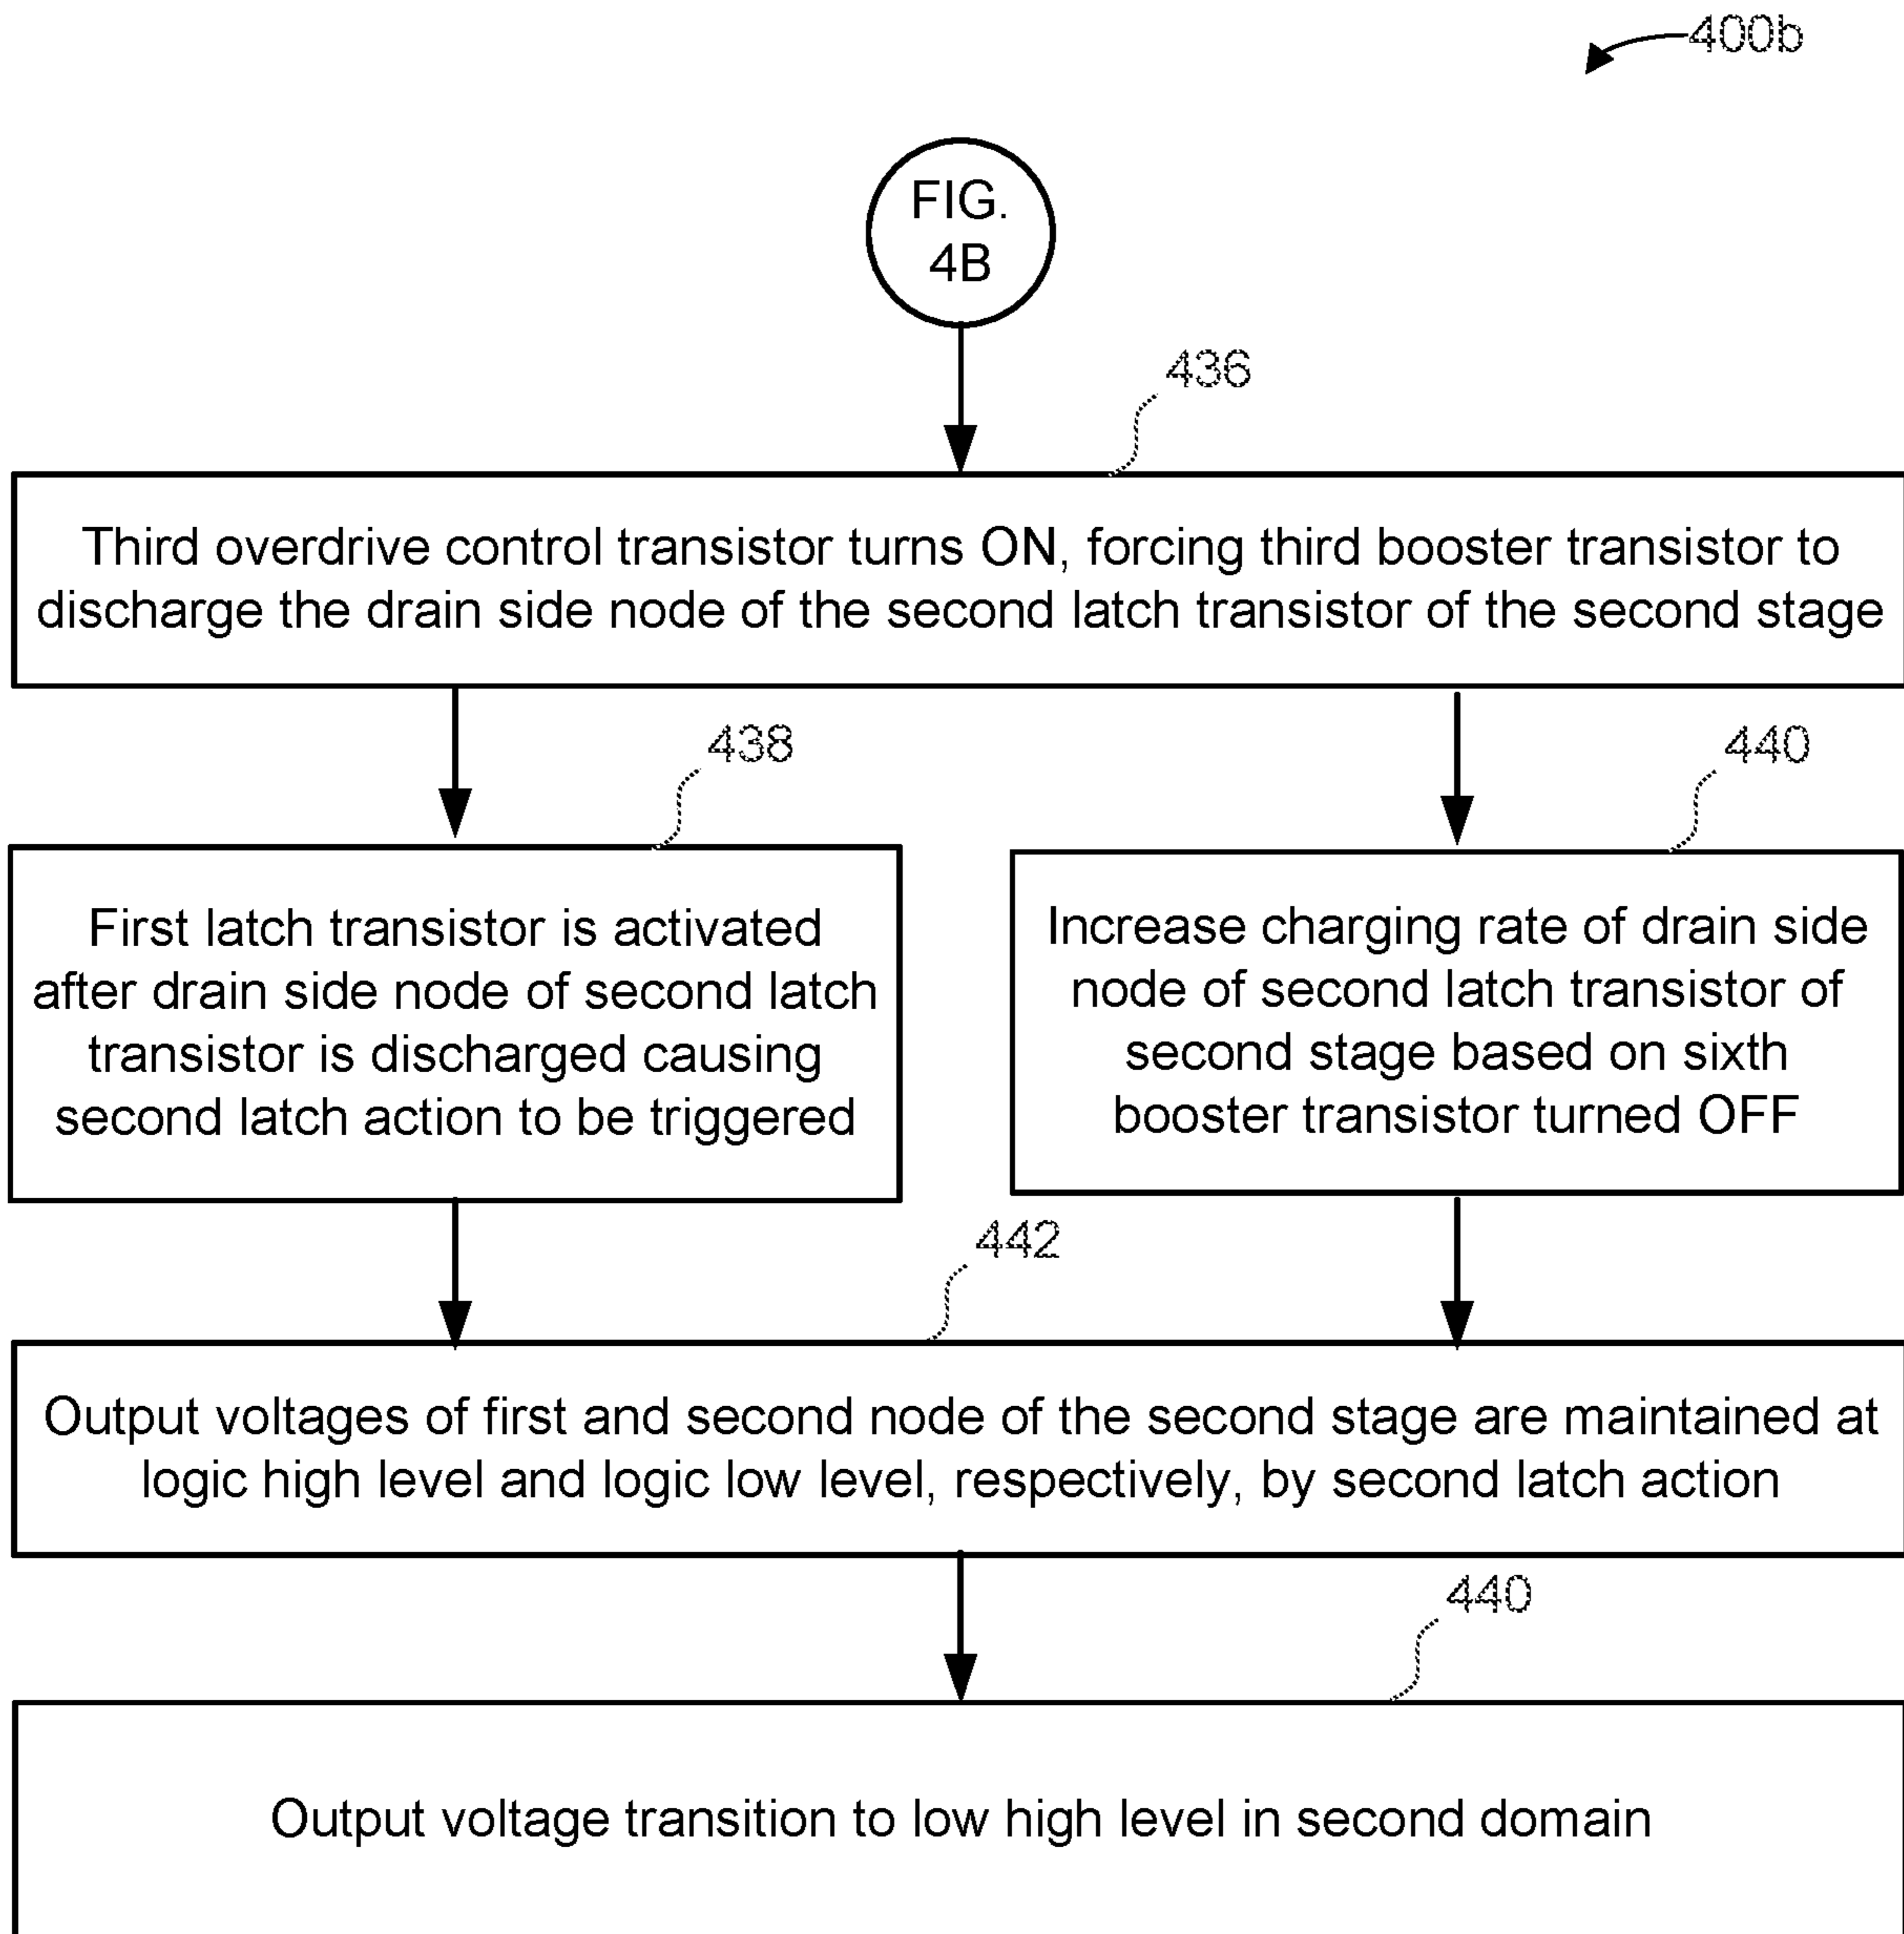 400b
FIG.
4B
436
Third overdrive control transistor turns ON, forcing third booster transistor to
discharge the drain side node of the second latch transistor of the second stage
438
First latch transistor is activated
after drain side node of second latch
transistor is discharged causing
second latch action to be triggered
440
Increase charging rate of drain side
node of second latch transistor of
second stage based on sixth
booster transistor turned OFF
442
Output voltages of first and second node of the second stage are maintained at
logic high level and logic low level, respectively, by second latch action
440
Output voltage transition to low high level in second domain